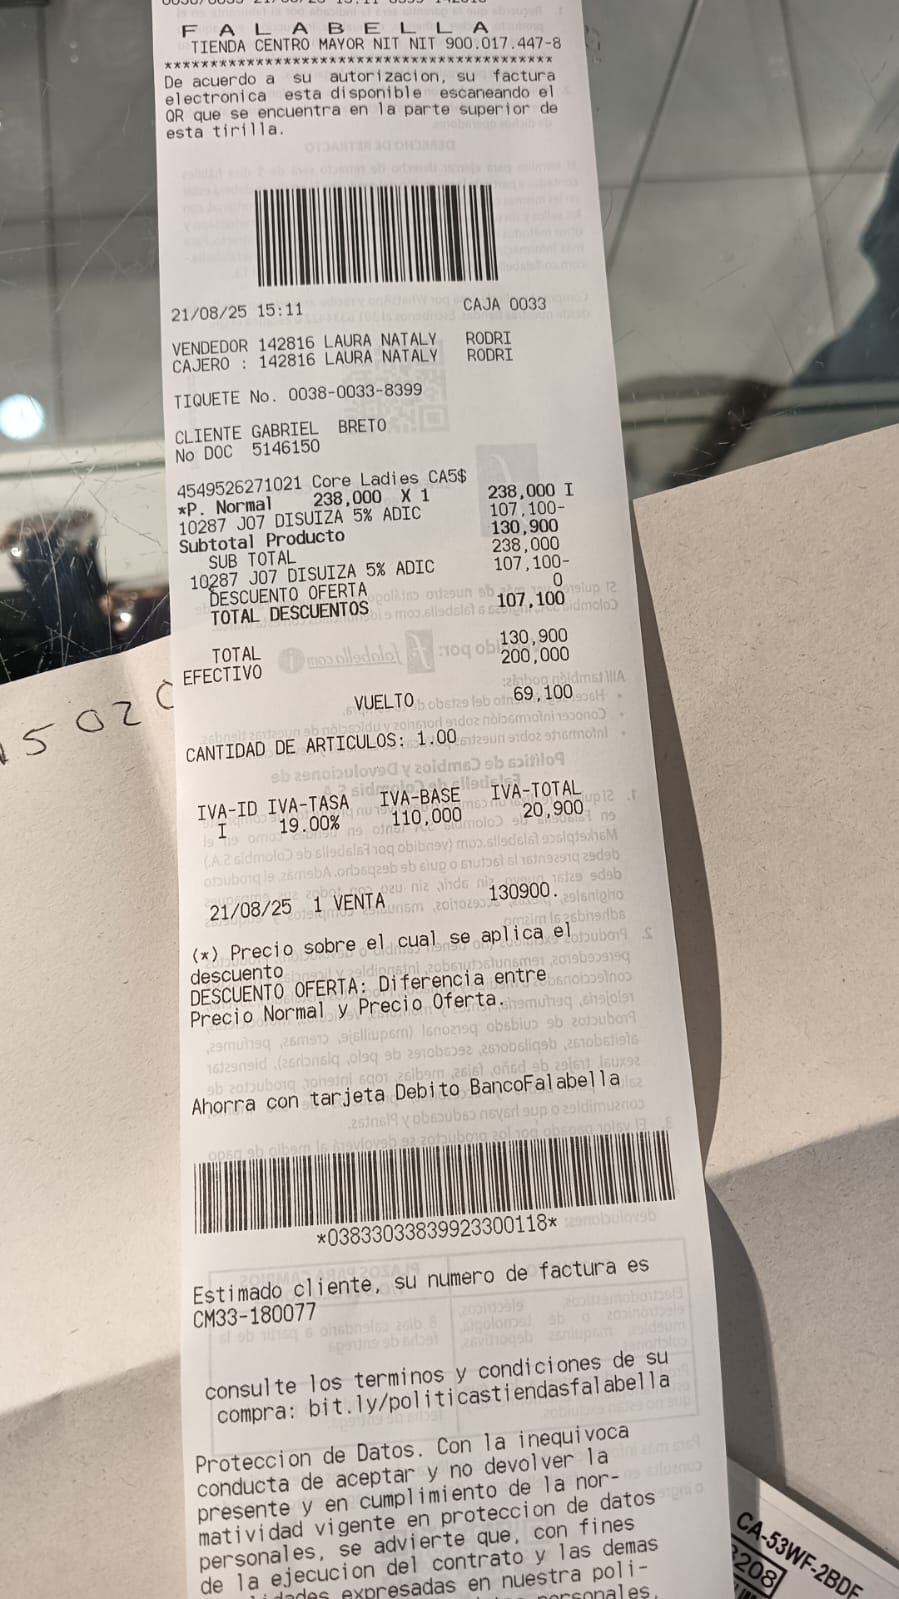 F A L A B E L L A
TIENDA CENTRO MAYOR NIT NIT 900.017.447-8
******************************************
De acuerdo a su autorizacion, su factura
electronica esta disponible escaneando el
QR que se encuentra en la parte superior de
esta tirilla.
21/08/25 15:11 CAJA 0033
VENDEDOR 142816 LAURA NATALY RODRI
CAJERO : 142816 LAURA NATALY RODRI
TIQUETE No. 0038-0033-8399
CLIENTE GABRIEL BRETO
No DOC 5146150
4549526271021 Core Ladies CA5$
*P. Normal 238,000 X 1 238,000 I
10287 J07 DISUIZA 5% ADIC 107,100-
Subtotal Producto 130,900
SUB TOTAL 238,000
10287 J07 DISUIZA 5% ADIC 107,100-
DESCUENTO OFERTA 0
TOTAL DESCUENTOS 107,100
TOTAL 130,900
EFECTIVO 200,000
VUELTO 69,100
CANTIDAD DE ARTICULOS: 1.00
IVA-ID IVA-TASA IVA-BASE IVA-TOTAL
I 19.00% 110,000 20,900
21/08/25 1 VENTA 130900.
(*) Precio sobre el cual se aplica el
descuento
DESCUENTO OFERTA: Diferencia entre
Precio Normal y Precio Oferta.
Ahorra con tarjeta Debito BancoFalabella
*03833033839923300118*
Estimado cliente, su numero de factura es
CM33-180077
consulte los terminos y condiciones de su
compra: bit.ly/politicastiendasfalabella
Proteccion de Datos. Con la inequivoca
conducta de aceptar y no devolver la
presente y en cumplimiento de la nor-
matividad vigente en proteccion de datos
personales, se advierte que, con fines
de la ejecucion del contrato y las demas
expresadas en nuestra poli-
CA-53WF-2BDF